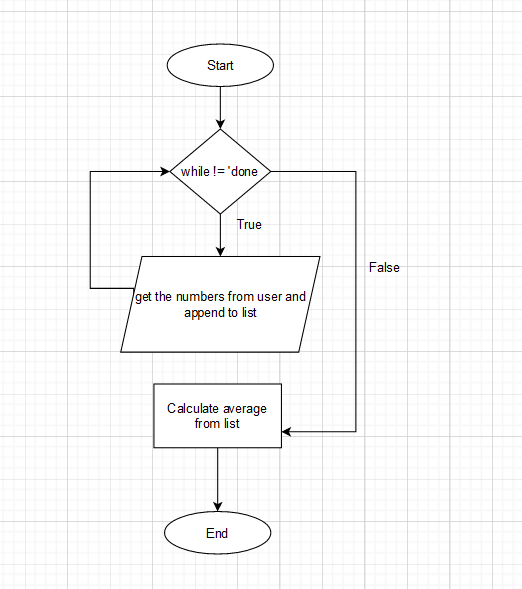 Start
while != 'done
True
False
get the numbers from user and
append to list
Calculate average
from list
End